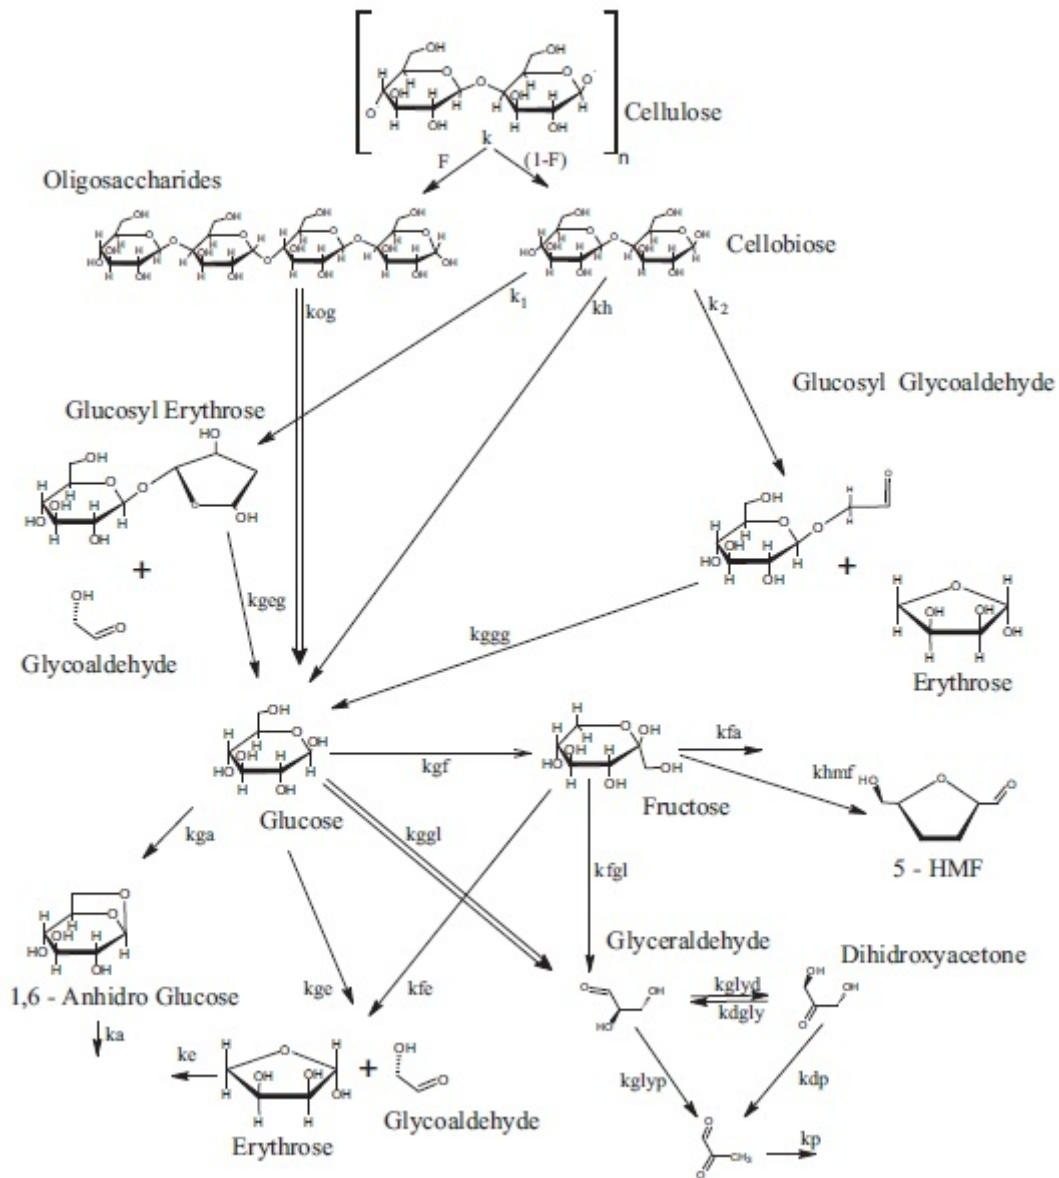 Cellulose
n
k
F
(1-F)
Oligosaccharides
Cellobiose
kog
k1
kh
k2
Glucosyl Glycoaldehyde
Glucosyl Erythrose
+
kgeg
Glycoaldehyde
+
kggg
Erythrose
kgf
kfa
khmf
Glucose
Fructose
kga
kggl
kfgl
5 - HMF
Glyceraldehyde
Dihidroxyacetone
1,6 - Anhidro Glucose
kge
kfe
kglyd
kdgly
ka
ke
+
kglyp
kdp
Glycoaldehyde
Erythrose
kp